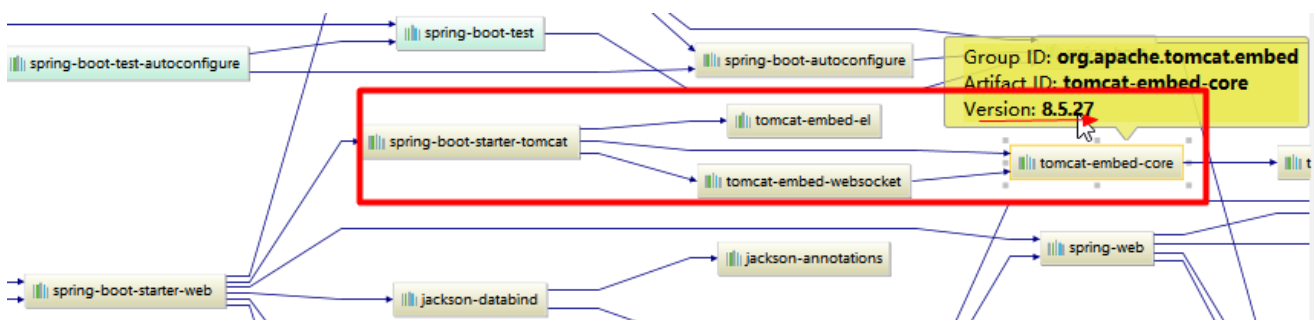 spring-boot-test
spring-boot-test-autoconfigure
spring-boot-autoconfigure
Group ID: org.apache.tomcat.embed
Artifact ID: tomcat-embed-core
Version: 8.5.27
tomcat-embed-el
spring-boot-starter-tomcat
tomcat-embed-core
t
tomcat-embed-websocket
spring-web
jackson-annotations
spring-boot-starter-web
jackson-databind